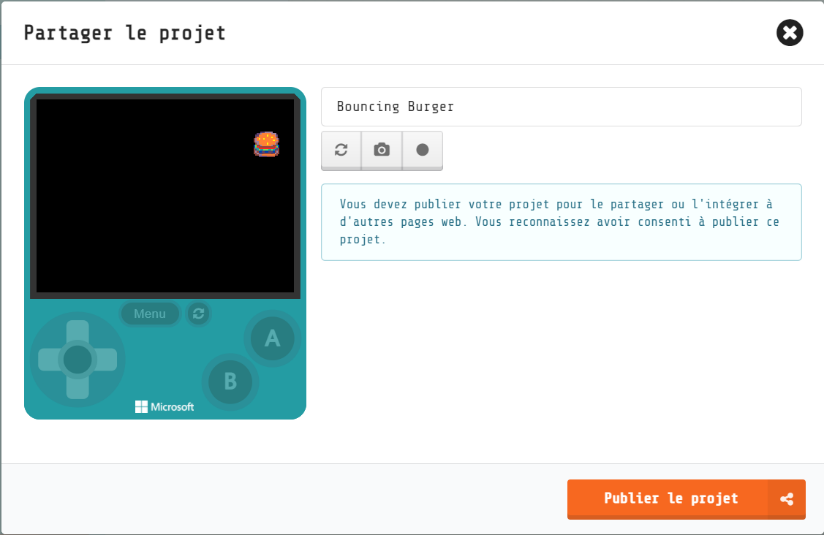 Partager le projet
Bouncing Burger
Vous devez publier votre projet pour le partager ou l'intégrer à
d'autres pages web. Vous reconnaissez avoir consenti à publier ce
projet.
Menu
A
B
Microsoft
Publier le projet